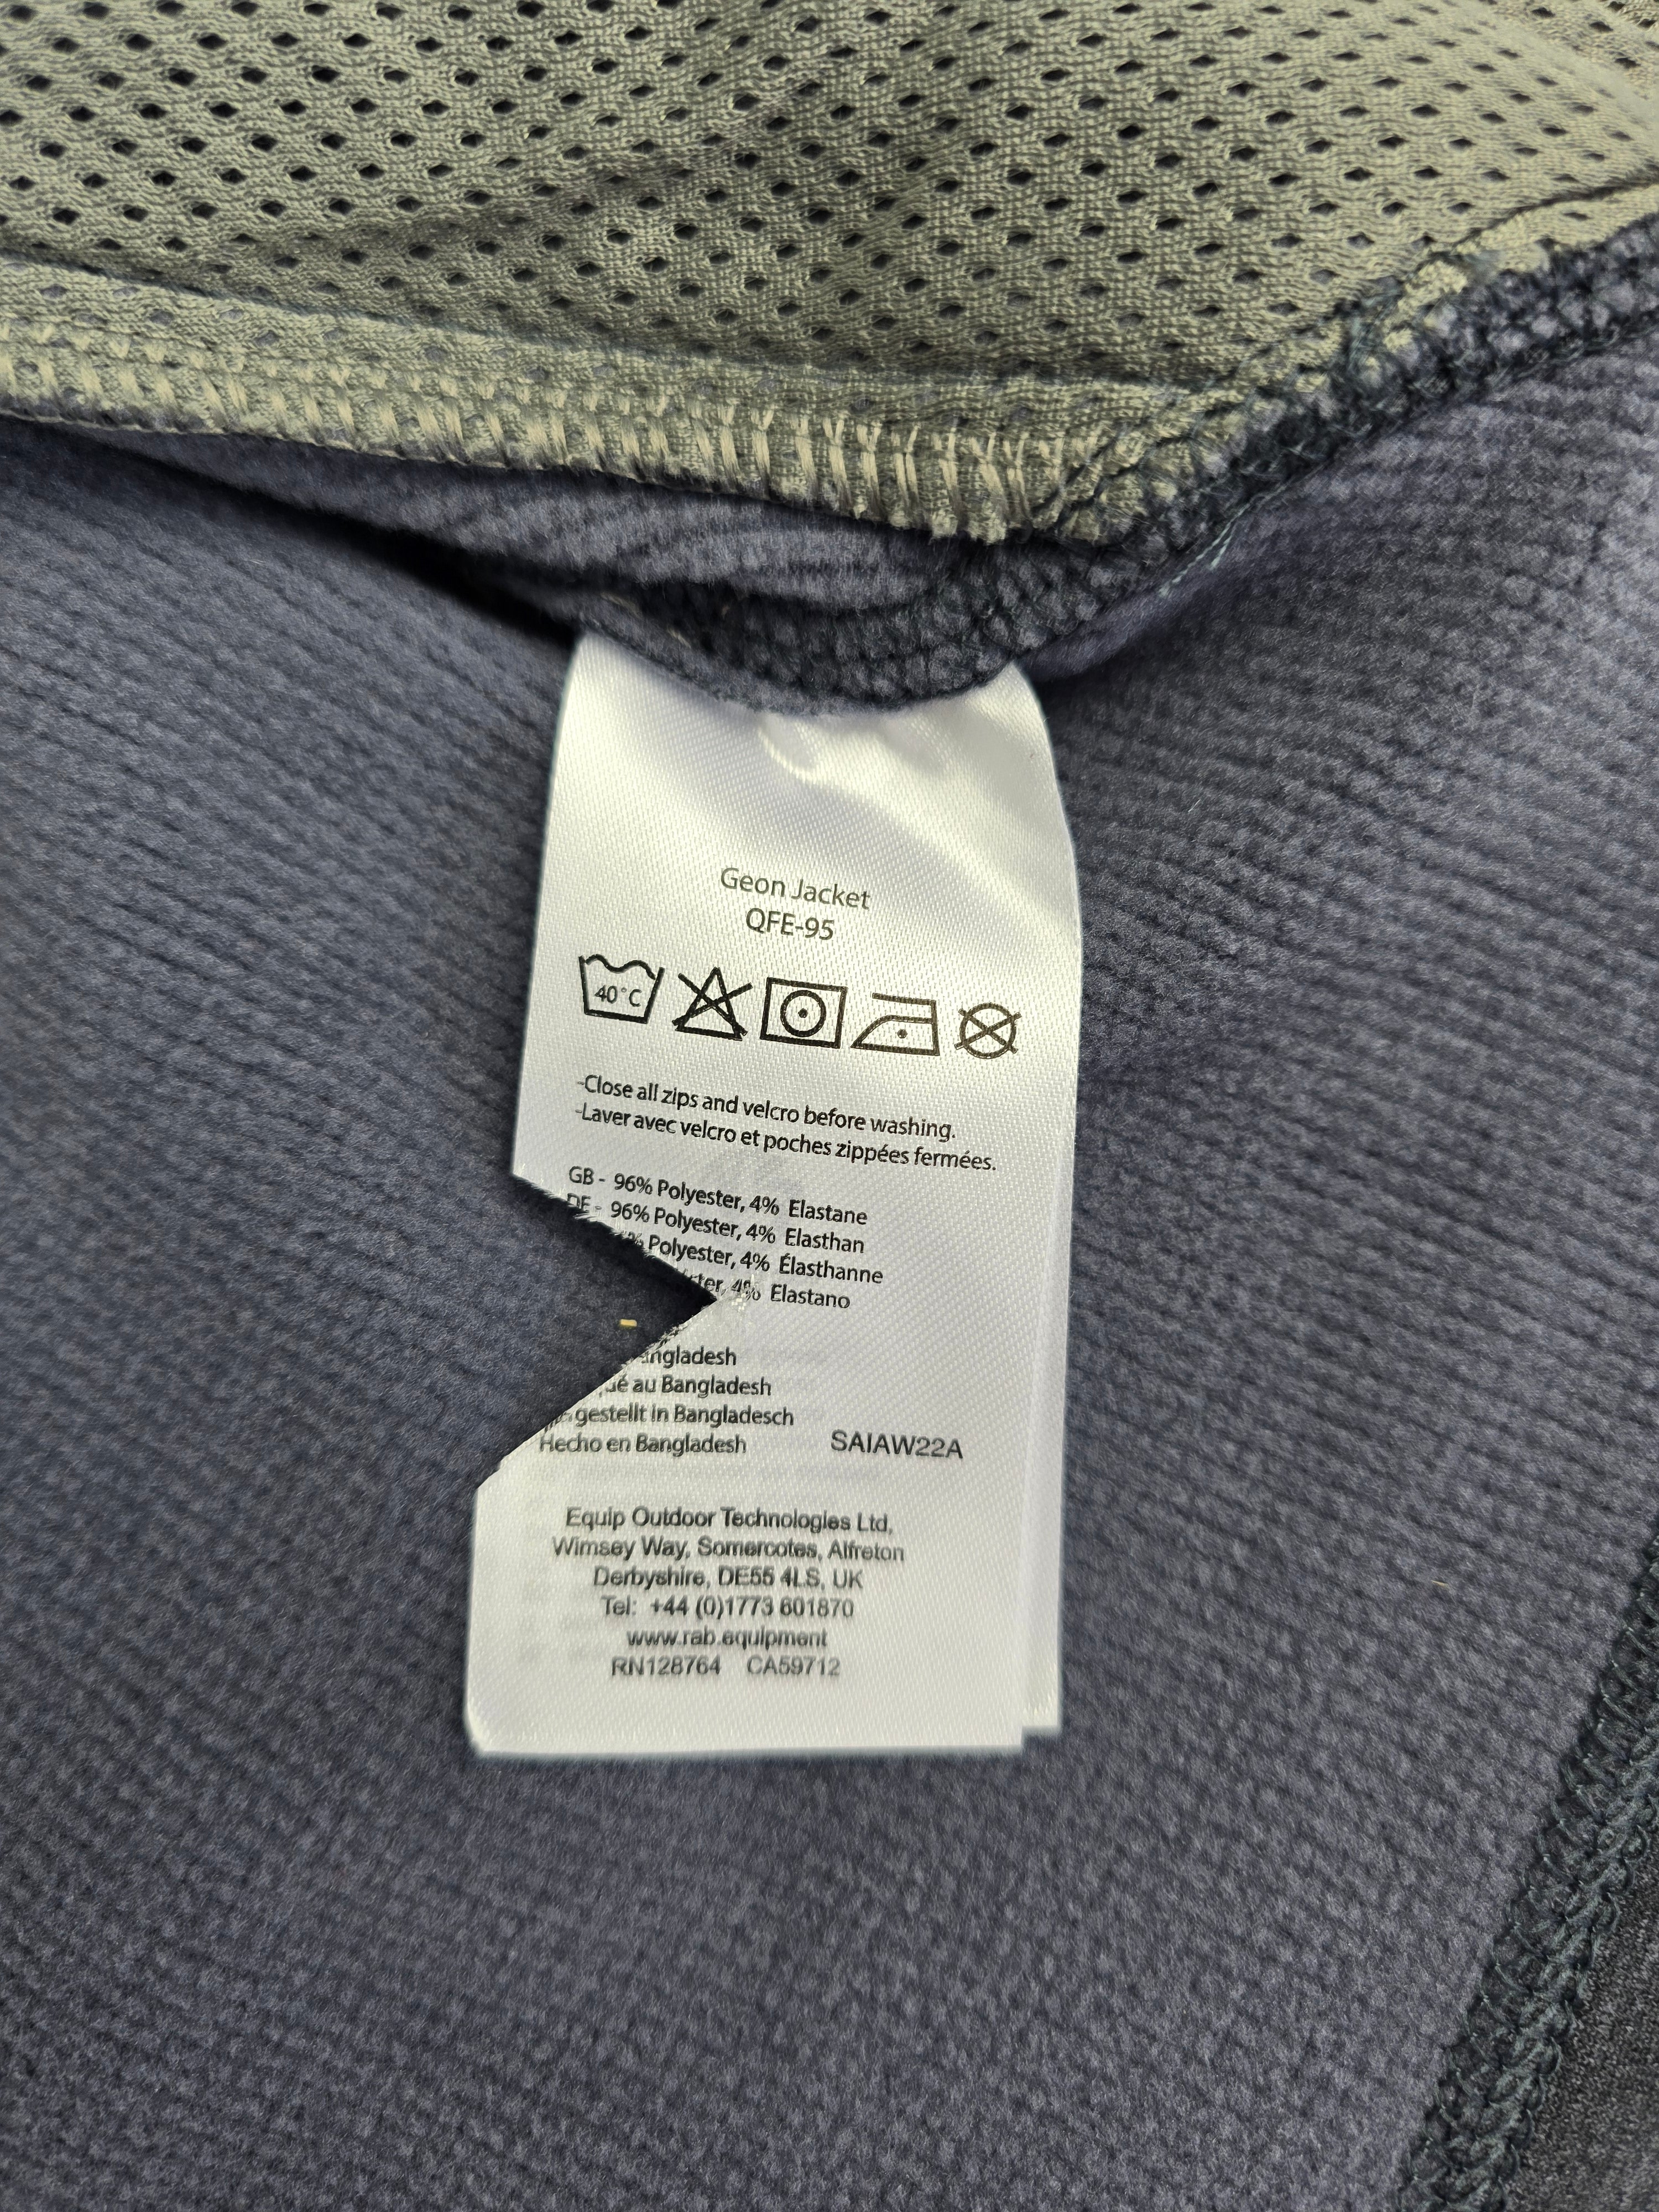 Geon Jacket
QFE-95
40°C
-Close all zips and velcro before washing.
-Laver avec velcro et poches zippées fermées.
GB - 96% Polyester, 4% Elastane
DE - 96% Polyester, 4% Elasthan
Polyester, 4% Élasthanne
4% Elastano
au Bangladesh
in Bangladesch
Hecho en Bangladesh SAIAW22A
Equip Outdoor Technologies Ltd,
Wimsey Way, Somercotes, Alfreton
Derbyshire, DE55 4LS, UK
Tel: +44 (0)1773 601870
www.rab.equipment
RN128764 CA59712